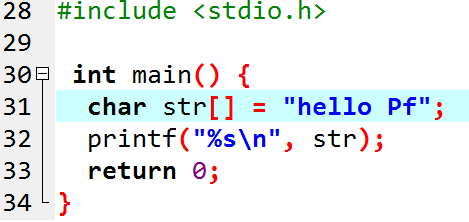 28 #include <stdio.h>
29
30 int main() {
31 char str[] = "hello Pf";
32 printf("%s\n", str);
33 return 0;
34 }